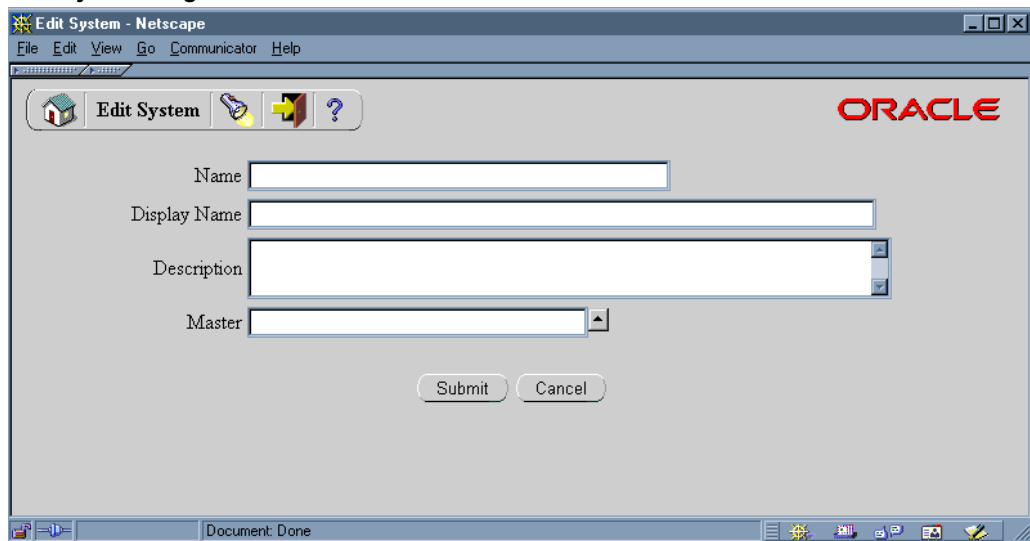 Edit System - Netscape
File Edit View Go Communicator Help
Edit System ?
ORACLE
Name
Display Name
Description
Master
Submit Cancel
Document: Done